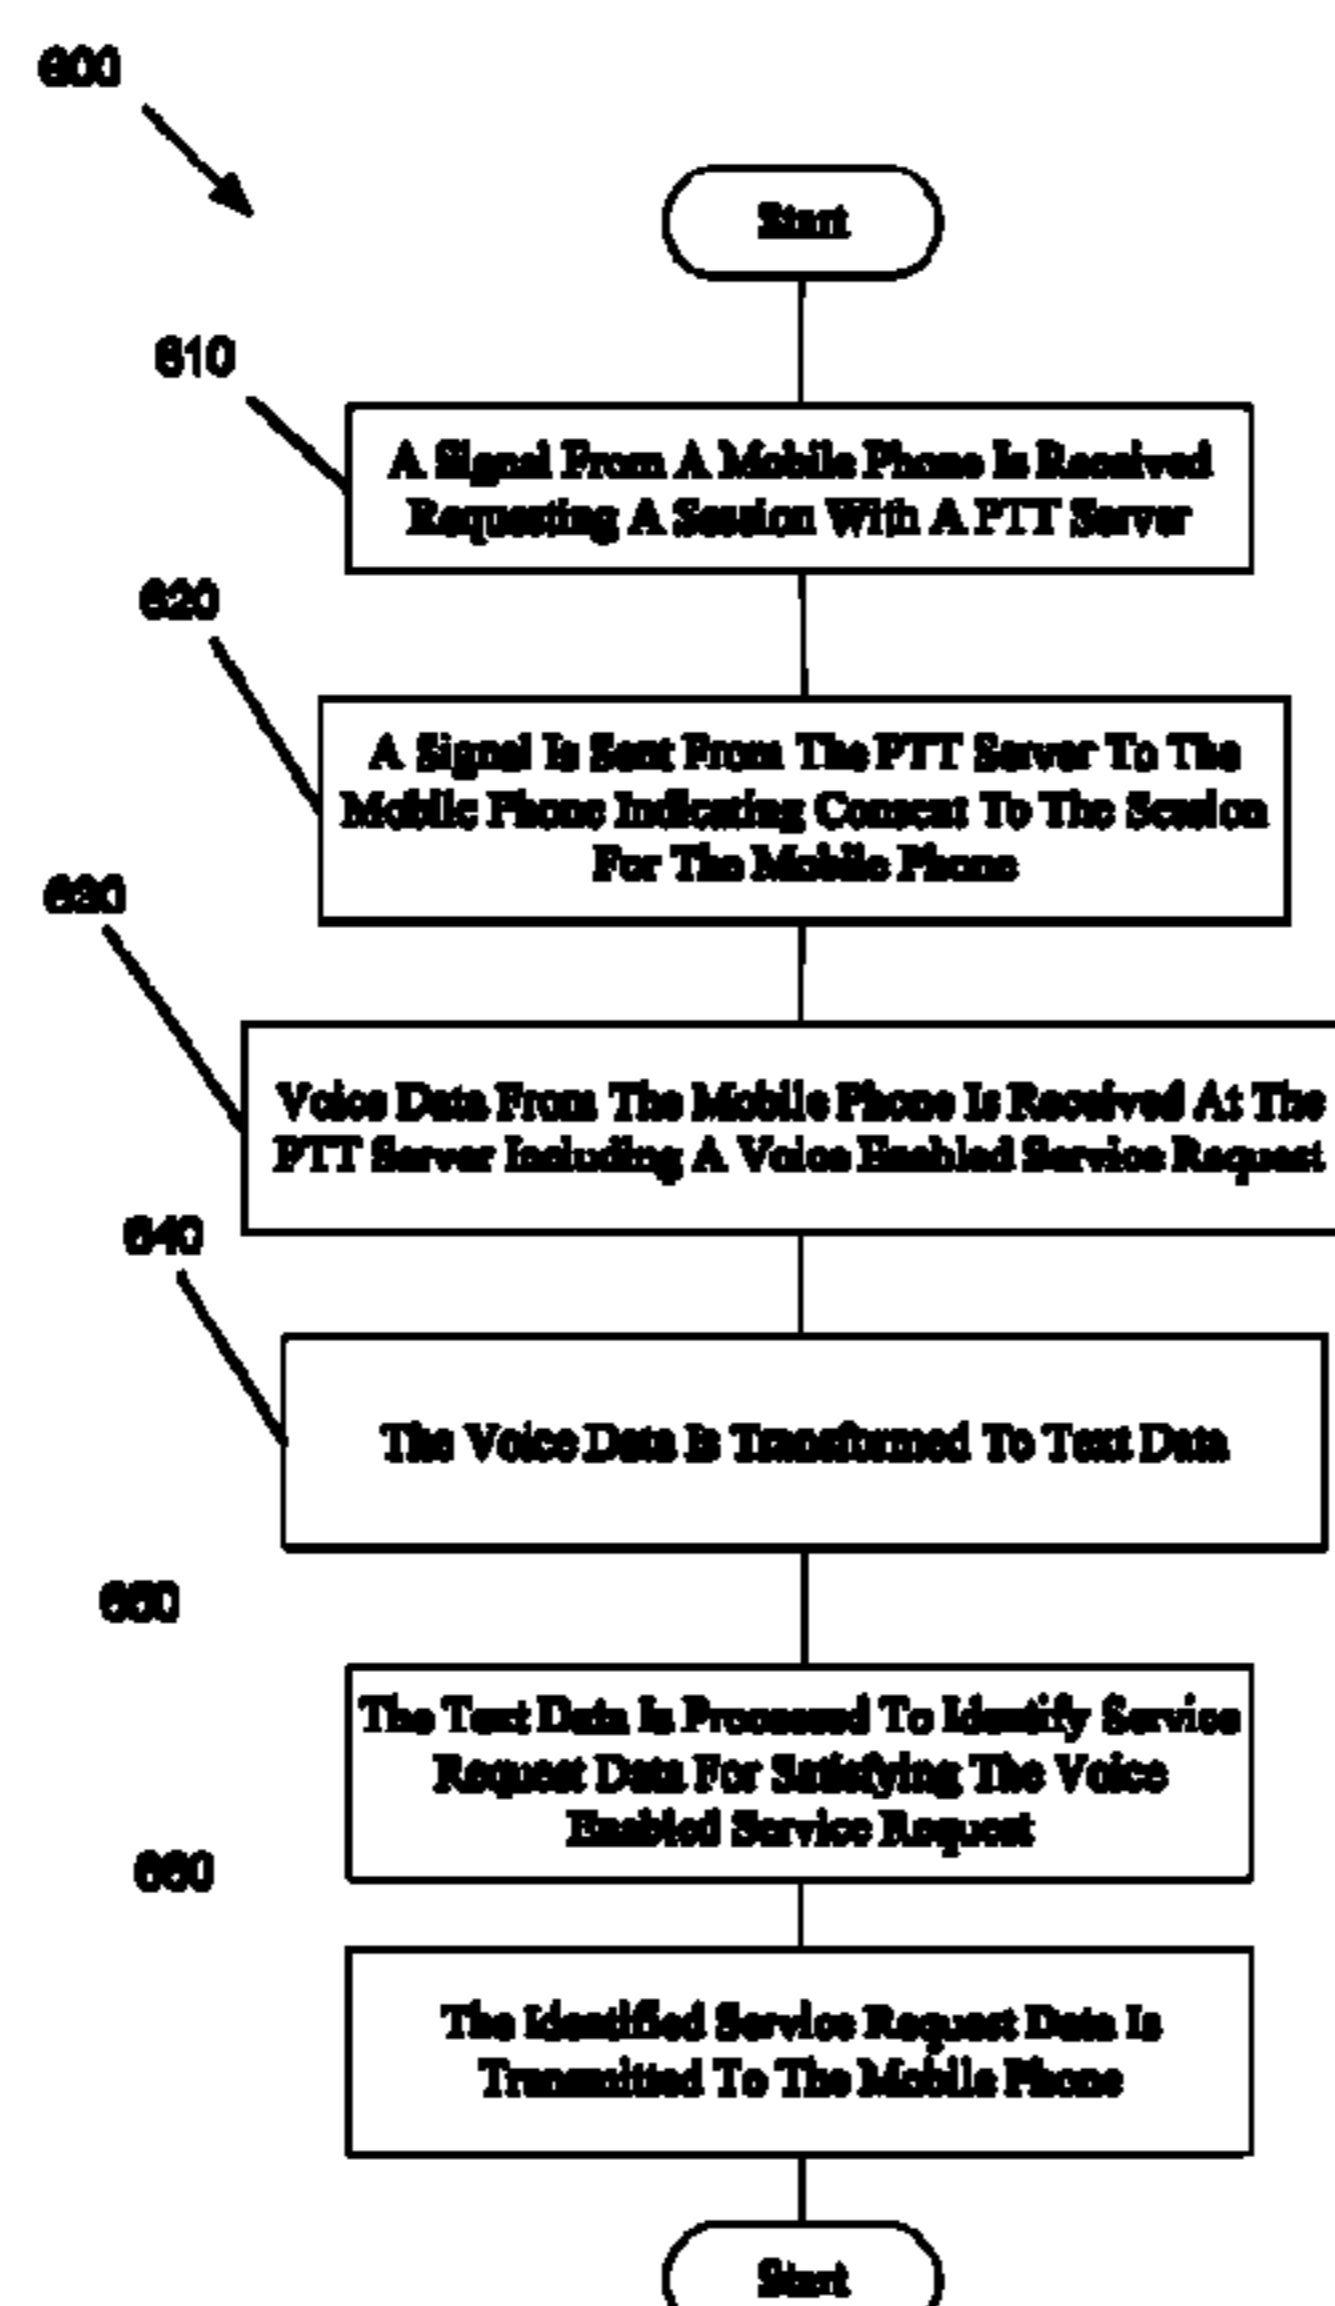 600
Start
610
A Signal From A Mobile Phone Is Received
Requesting A Session With A PTT Server
620
A Signal Is Sent From The PTT Server To The
Mobile Phone Indicating Consent To The Session
For The Mobile Phone
630
Voice Data From The Mobile Phone Is Received At The
PTT Server Including A Voice Enabled Service Request
640
The Voice Data Is Transformed To Text Data
650
The Text Data Is Processed To Identify Service
Request Data For Satisfying The Voice
Enabled Service Request
660
The Identified Service Request Data Is
Transmitted To The Mobile Phone
Start